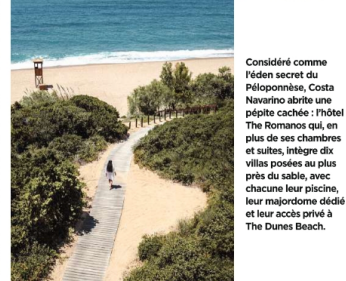 Considéré comme
l'éden secret du
Péloponnèse, Costa
Navarino abrite une
pépite cachée : l'hôtel
The Romanos qui, en
plus de ses chambres
et suites, intègre dix
villas posées au plus
près du sable, avec
chacune leur piscine,
leur majordome dédié
et leur accès privé à
The Dunes Beach.